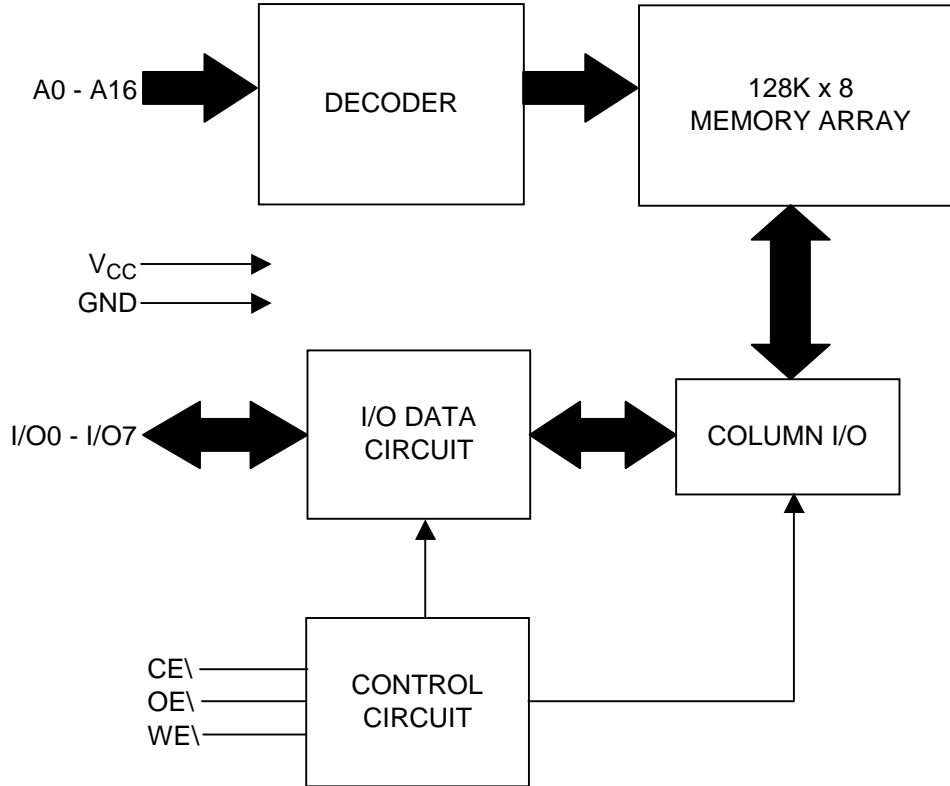 A0 - A16
DECODER
128K x 8
MEMORY ARRAY
VCC
GND
I/O0 - I/O7
I/O DATA
CIRCUIT
COLUMN I/O
CE\
OE\
WE\
CONTROL
CIRCUIT